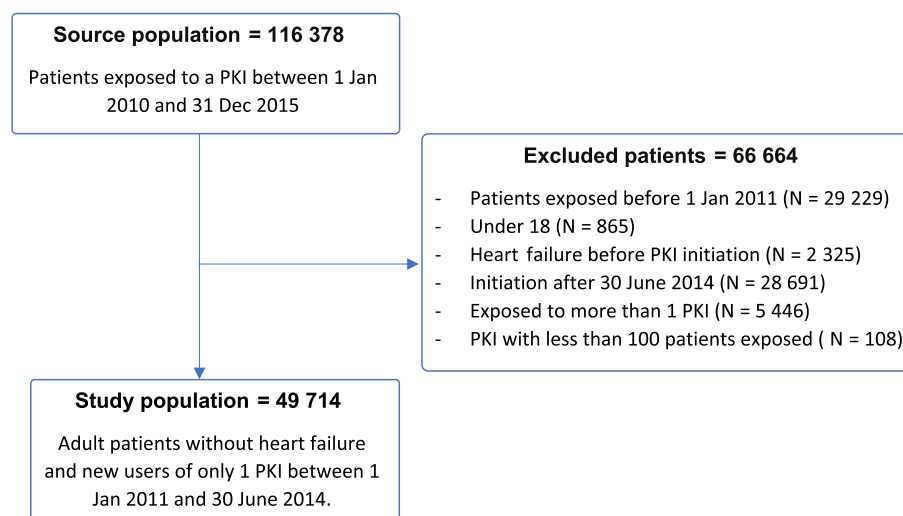 Source population = 116 378
Patients exposed to a PKI between 1 Jan
2010 and 31 Dec 2015
Excluded patients = 66 664
- Patients exposed before 1 Jan 2011 (N = 29 229)
- Under 18 (N = 865)
- Heart failure before PKI initiation (N = 2 325)
- Initiation after 30 June 2014 (N = 28 691)
- Exposed to more than 1 PKI (N = 5 446)
- PKI with less than 100 patients exposed ( N = 108)
Study population = 49 714
Adult patients without heart failure
and new users of only 1 PKI between 1
Jan 2011 and 30 June 2014.